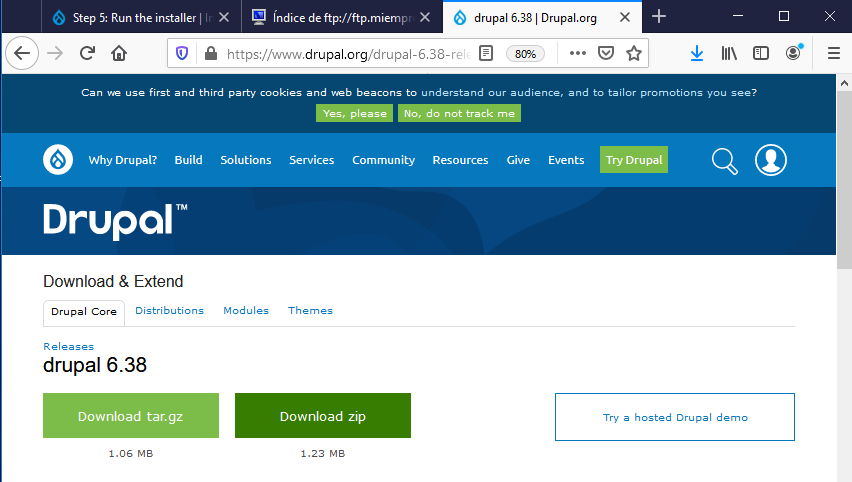 Step 5: Run the installer | In
Índice de ftp://ftp.miempre
drupal 6.38 | Drupal.org
https://www.drupal.org/drupal-6.38-rele
80%
Can we use first and third party cookies and web beacons to understand our audience, and to tailor promotions you see?
Yes, please
No, do not track me
Why Drupal?
Build
Solutions
Services
Community
Resources
Give
Events
Try Drupal
Drupal™
Download & Extend
Drupal Core
Distributions
Modules
Themes
Releases
drupal 6.38
Download tar.gz
Download zip
Try a hosted Drupal demo
1.06 MB
1.23 MB